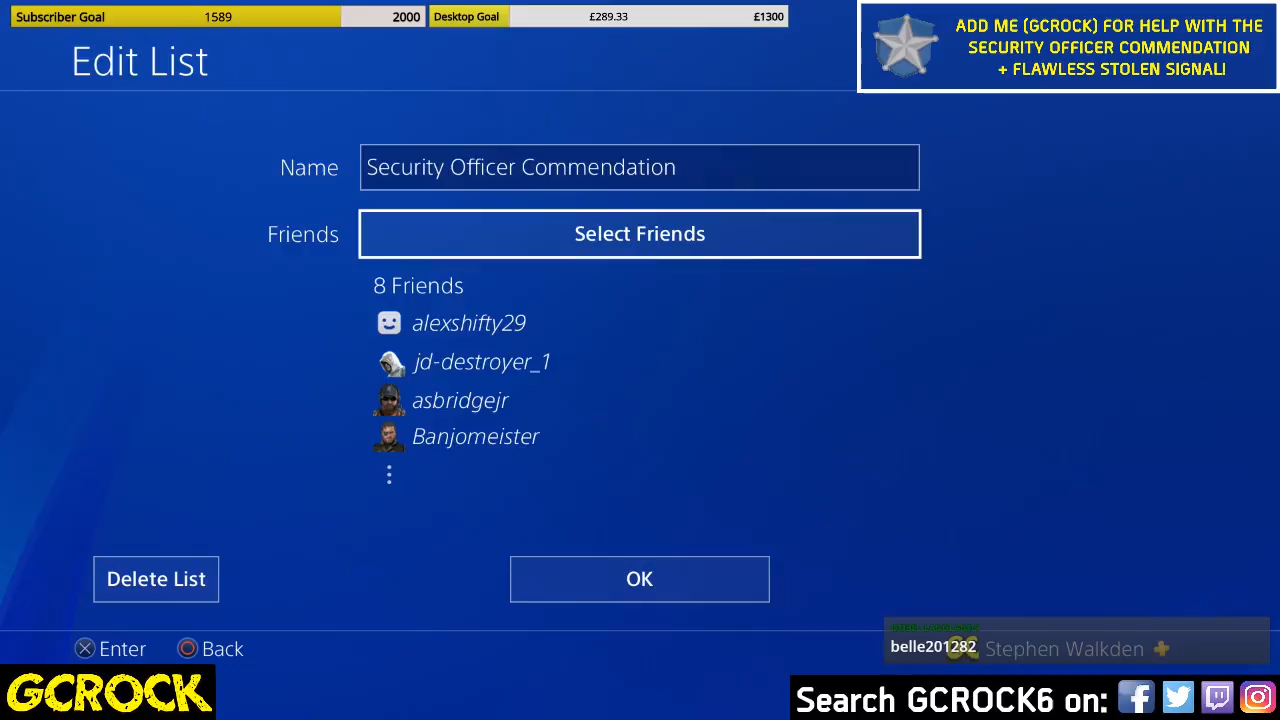 Subscriber Goal 1589 2000 Desktop Goal £289.33 £1300
ADD ME (GCROCK) FOR HELP WITH THE
SECURITY OFFICER COMMENDATION
+ FLAWLESS STOLEN SIGNAL!
Edit List
Name Security Officer Commendation
Friends Select Friends
8 Friends
alexshifty29
jd-destroyer_1
asbridgejr
Banjomeister
Delete List OK
Enter Back
belle201282 Stephen Walkden
GCROCK
Search GCROCK6 on: